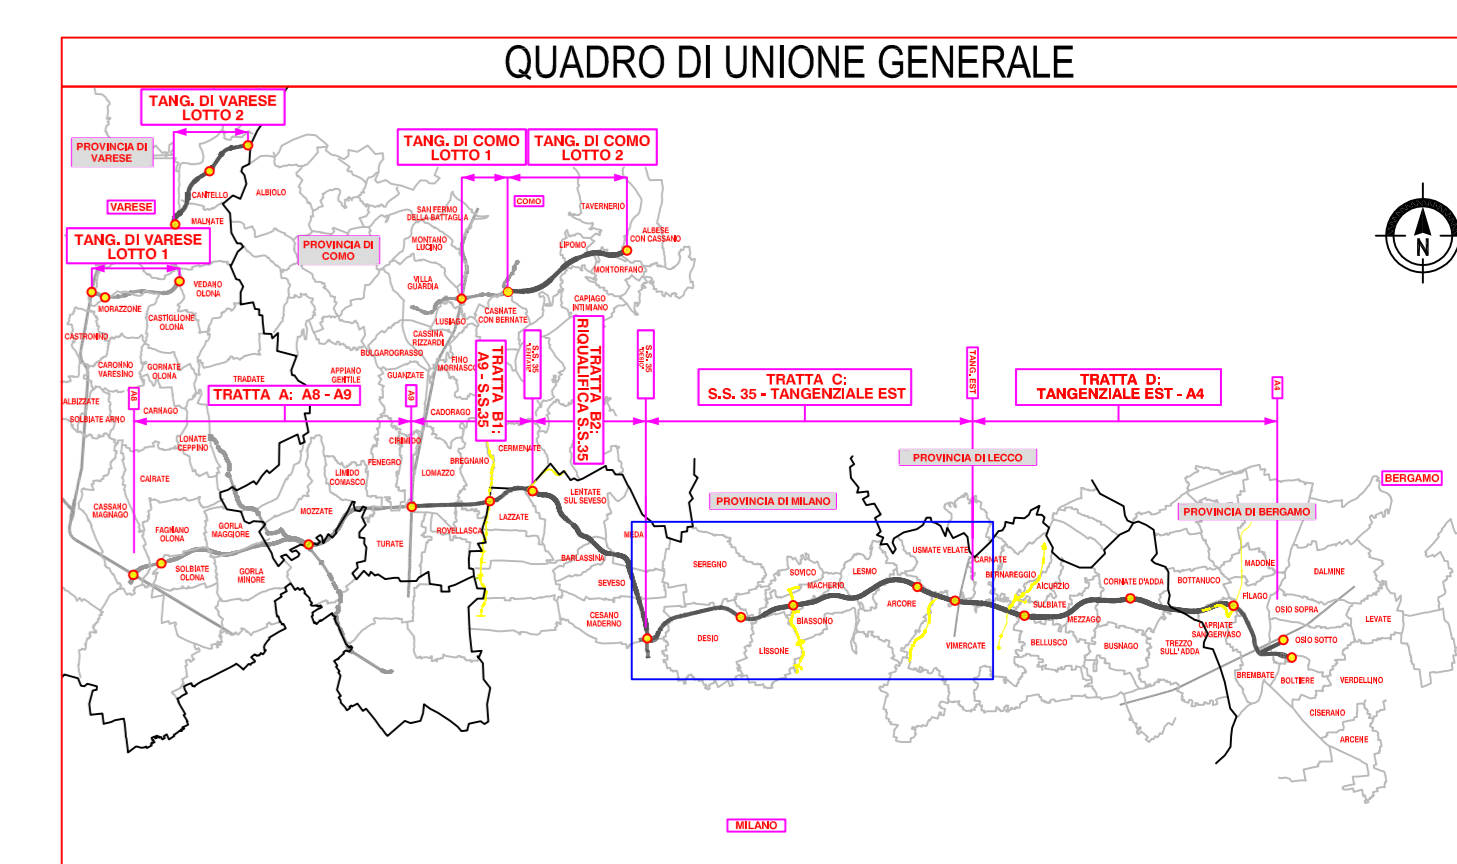 QUADRO DI UNIONE GENERALE
TANG. DI VARESE
LOTTO 2
PROVINCIA DI
VARESE
TANG. DI COMO
LOTTO 1
TANG. DI COMO
LOTTO 2
CANTELLO
ALBIOLO
VARESE
MALNATE
COMO
SAN FERMO
DELLA BATTAGLIA
TAVERNERIO
TANG. DI VARESE
LOTTO 1
PROVINCIA DI
COMO
MONTANO
LUCINO
LIPOMO
ALBESE
CON CASSANO
MONTORFANO
N
VEDANO
OLONA
VILLA
GUARDIA
MORAZZONE
CASTIGLIONE
OLONA
LUSIAGO
CASNATE
CON BERNATE
CAPIAGO
INTIMIANO
CASTRONNO
CASSINA
RIZZARDI
BULGAROGRASSO
CARONNO
VARESINO
GORNATE
OLONA
TRADATE
APPIANO
GENTILE
GUANZATE
FINO
MORNASCO
TRATTA B1:
A9 - S.S.35
S.S. 35
TRATTA B2:
RIQUALIFICA S.S.35
S.S. 35
TANG. EST
ALBIZZATE
A8
TRATTA A: A8 - A9
A9
TRATTA C:
S.S. 35 - TANGENZIALE EST
TRATTA D:
TANGENZIALE EST - A4
A4
SOLBIATE ARNO
CARNAGO
CADORAGO
LONATE
CEPPINO
CIRIMIDO
CERMENATE
FENEGRO
LOMAZZO
BREGNANO
PROVINCIA DI LECCO
CAIRATE
LIMIDO
COMASCO
LENTATE
SUL SEVESO
PROVINCIA DI MILANO
BERGAMO
CASSANO
MAGNAGO
MOZZATE
LAZZATE
PROVINCIA DI BERGAMO
FAGNANO
OLONA
GORLA
MAGGIORE
ROVELLASCA
TURATE
MEDA
SOLBIATE
OLONA
GORLA
MINORE
BARLASSINA
SEVESO
SEREGNO
SOVICO
MACHERIO
LESMO
USMATE VELATE
CARNATE
BERNAREGGIO
AICURZIO
CORNATE D'ADDA
BOTTANUCO
MADONE
DALMINE
CESANO
MADERNO
DESIO
LISSONE
BIASSONO
ARCORE
VIMERCATE
SULBIATE
MEZZAGO
BELLUSCO
BUSNAGO
TREZZO
SULL'ADDA
CAPRIATE
SAN GERVASO
FILAGO
OSIO SOPRA
OSIO SOTTO
LEVATE
BREMBATE
BOLTIERE
VERDELLINO
CISERANO
ARCENE
MILANO